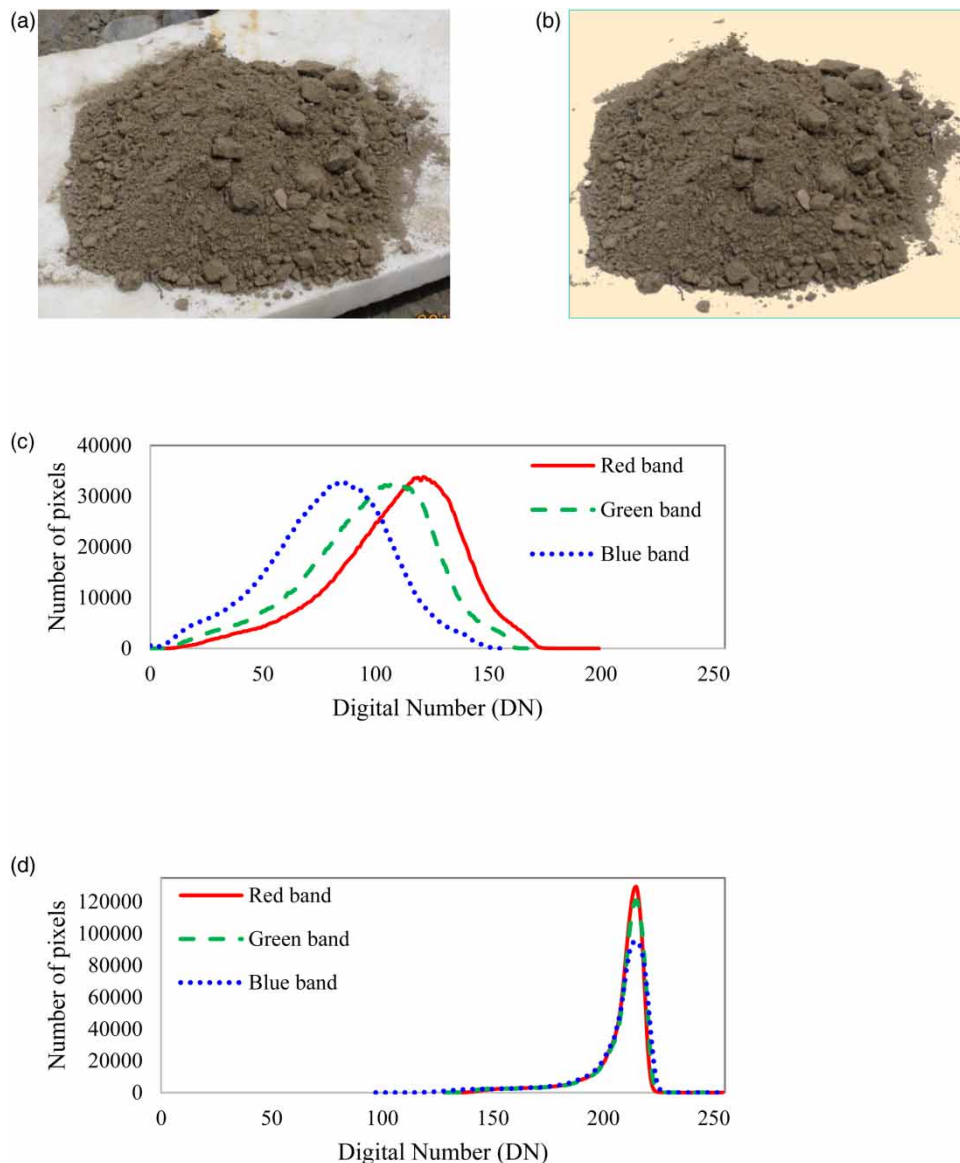 (a)
(b)
(c)
40000
30000
20000
10000
0
Number of pixels
Red band
Green band
Blue band
0 50 100 150 200 250
Digital Number (DN)
(d)
120000
100000
80000
60000
40000
20000
0
Number of pixels
Red band
Green band
Blue band
0 50 100 150 200 250
Digital Number (DN)